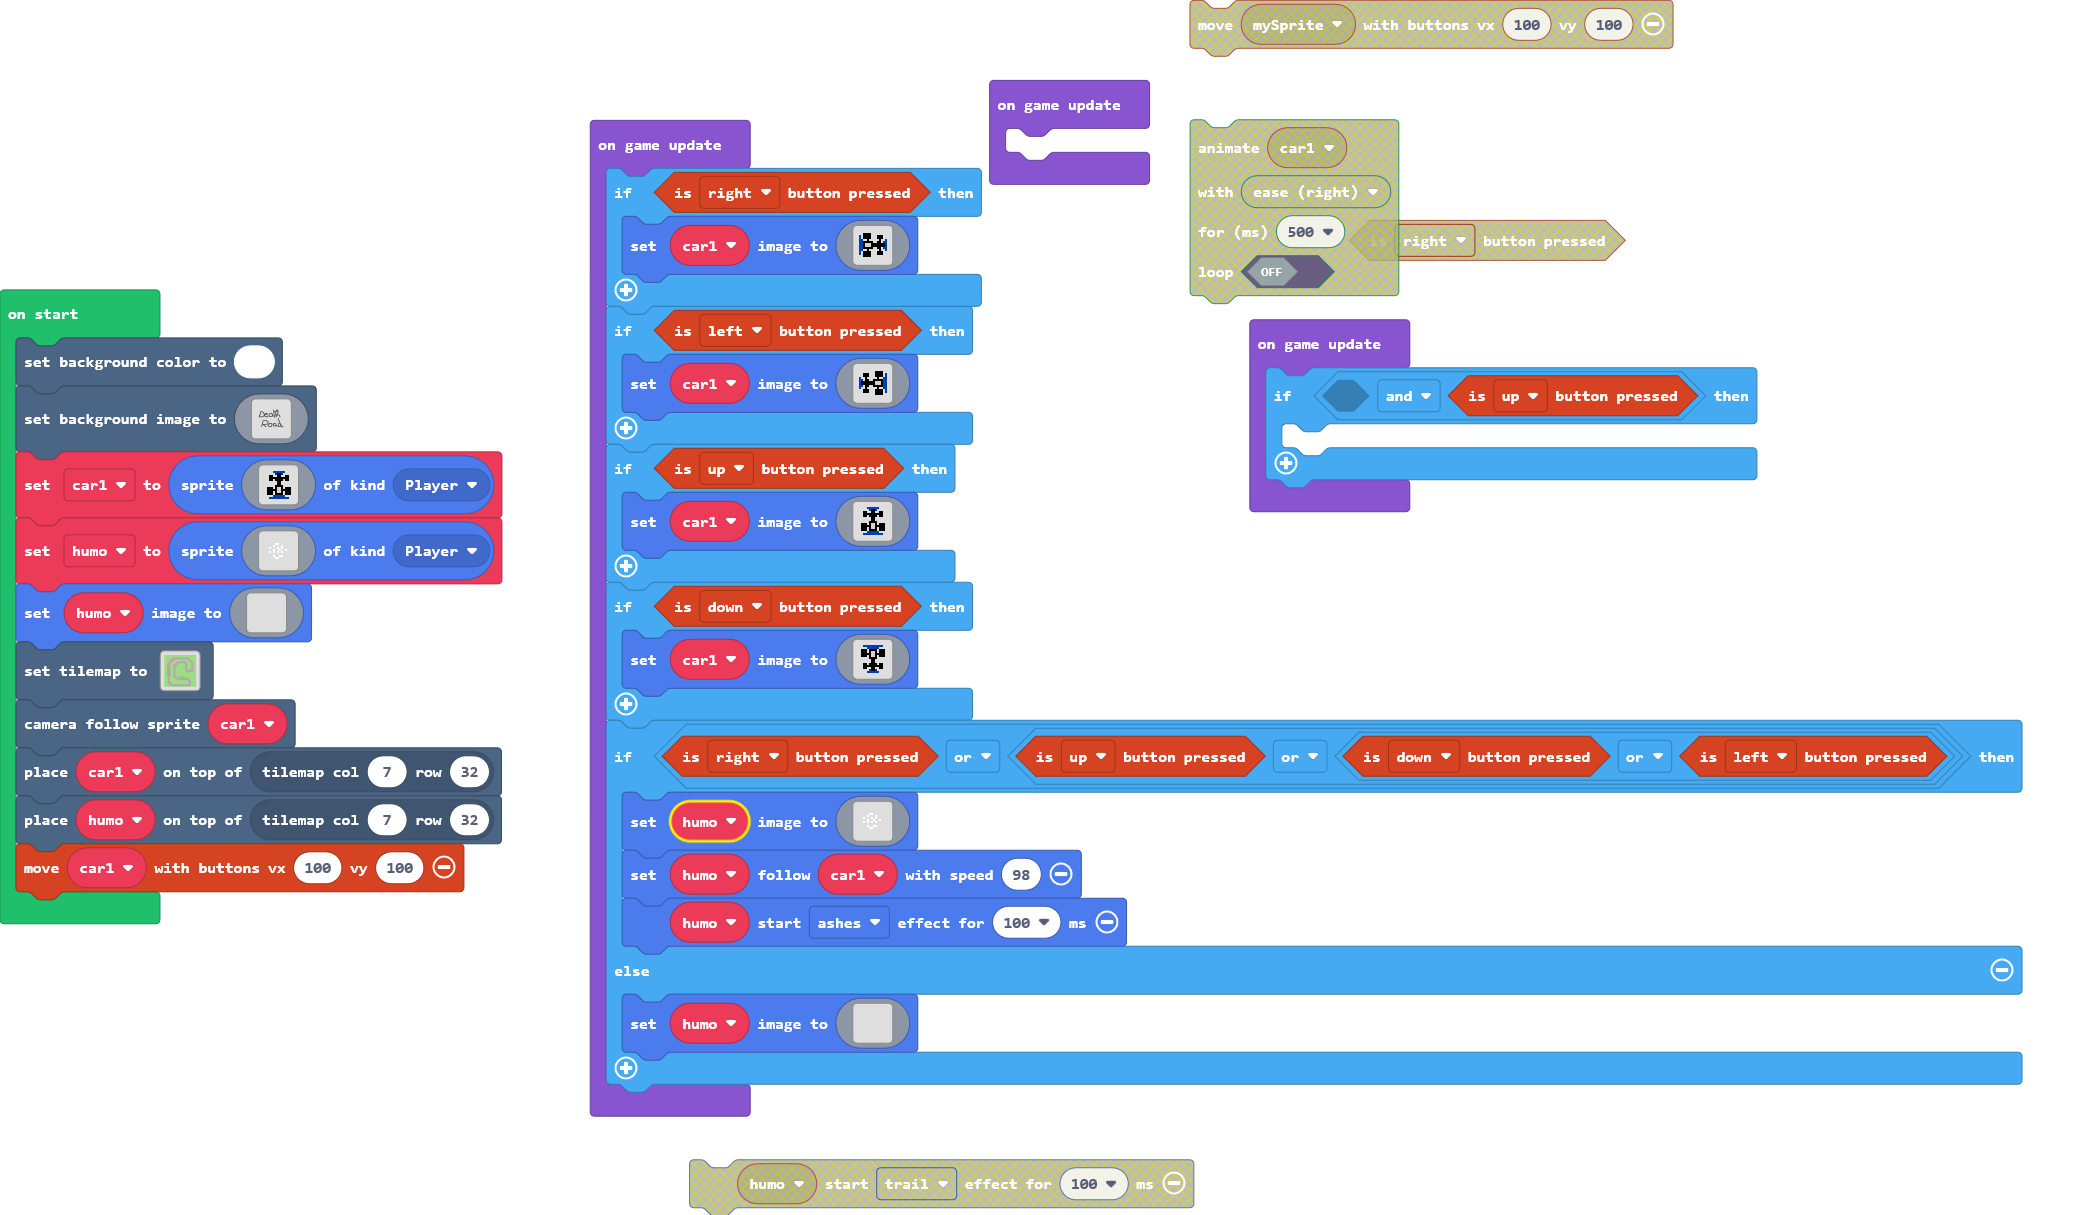 move mySprite with buttons vx 100 vy 100
on game update
on game update
if is right button pressed then
set car1 image to
if is left button pressed then
set car1 image to
if is up button pressed then
set car1 image to
if is down button pressed then
set car1 image to
if is right button pressed or is up button pressed or is down button pressed or is left button pressed then
set humo image to
set humo follow car1 with speed 98
humo start ashes effect for 100 ms
else
set humo image to
animate car1
with ease (right)
for (ms) 500
is right button pressed
loop OFF
on game update
if and is up button pressed then
on start
set background color to
set background image to Death Road
set car1 to sprite of kind Player
set humo to sprite of kind Player
set humo image to
set tilemap to
camera follow sprite car1
place car1 on top of tilemap col 7 row 32
place humo on top of tilemap col 7 row 32
move car1 with buttons vx 100 vy 100
humo start trail effect for 100 ms